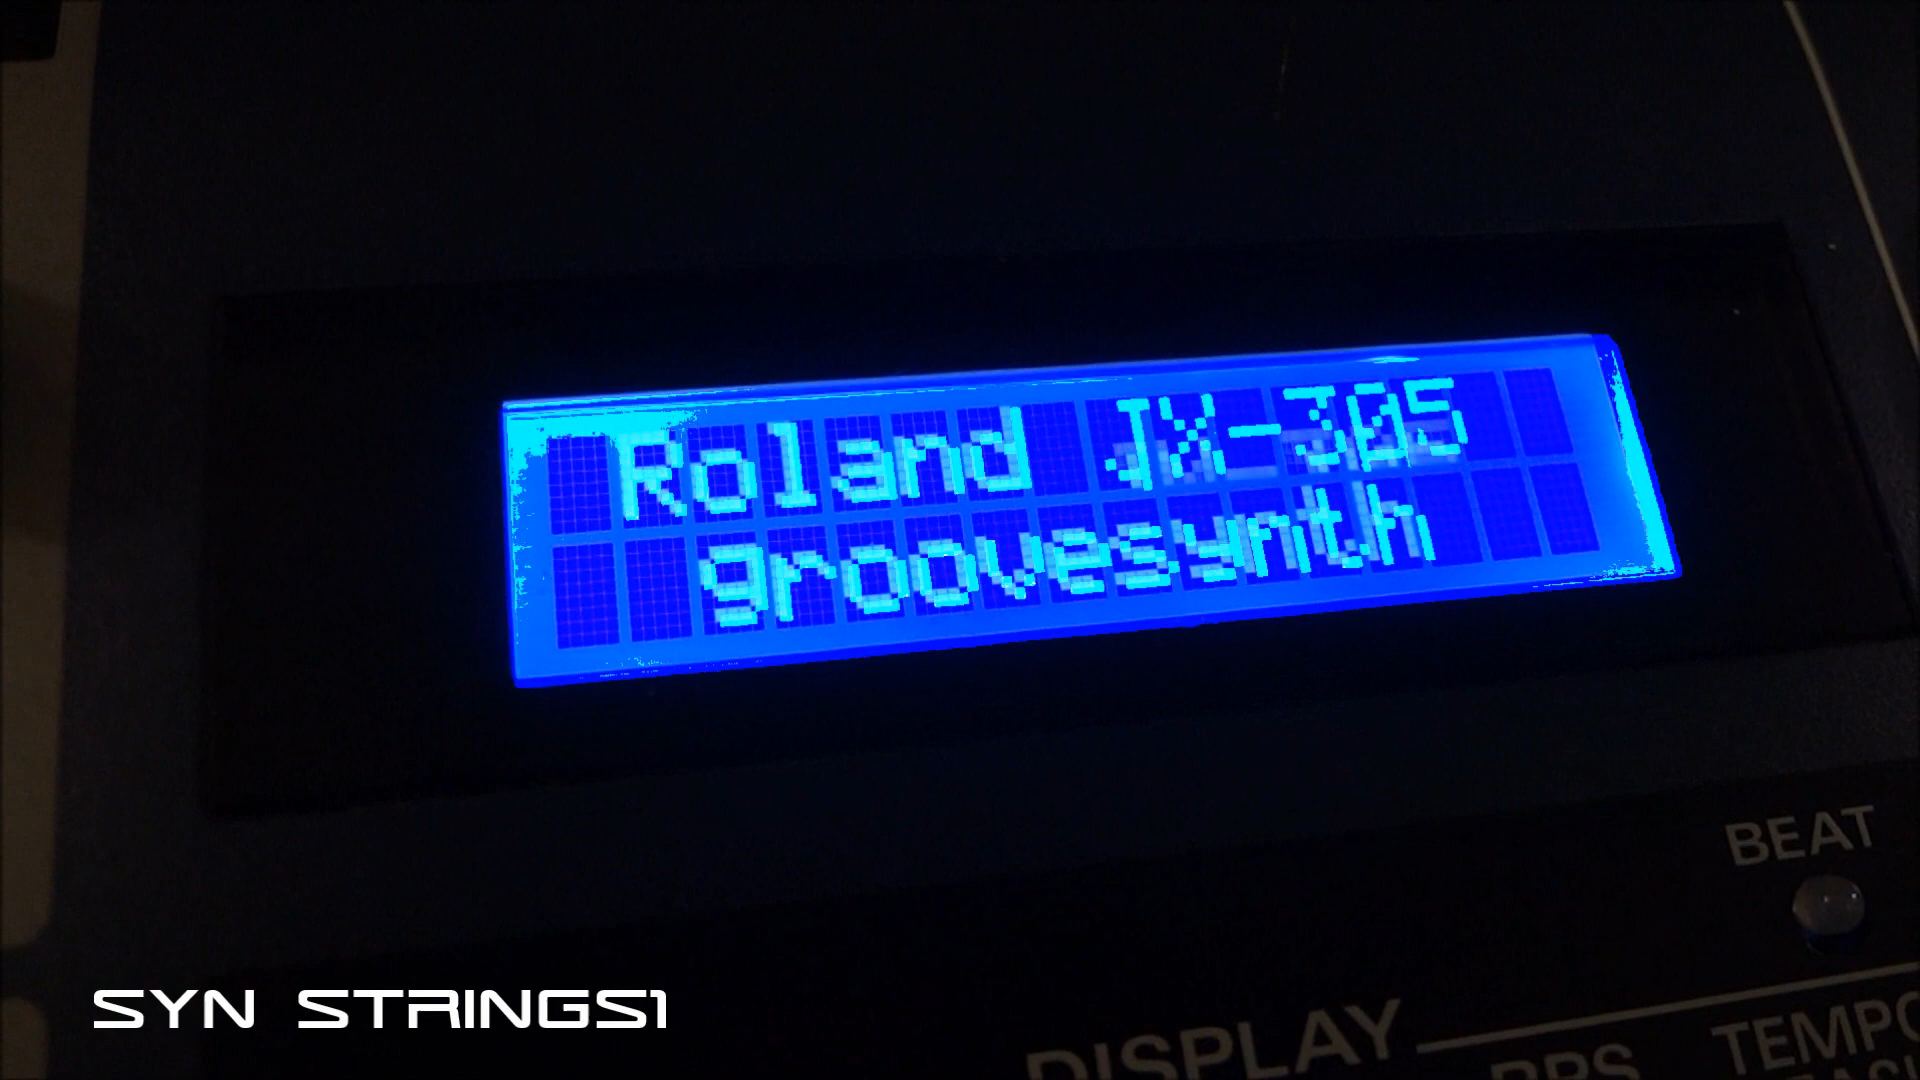 Roland JX-305
groovesynth
BEAT
DISPLAY
TEMPO
SYN STRINGS1